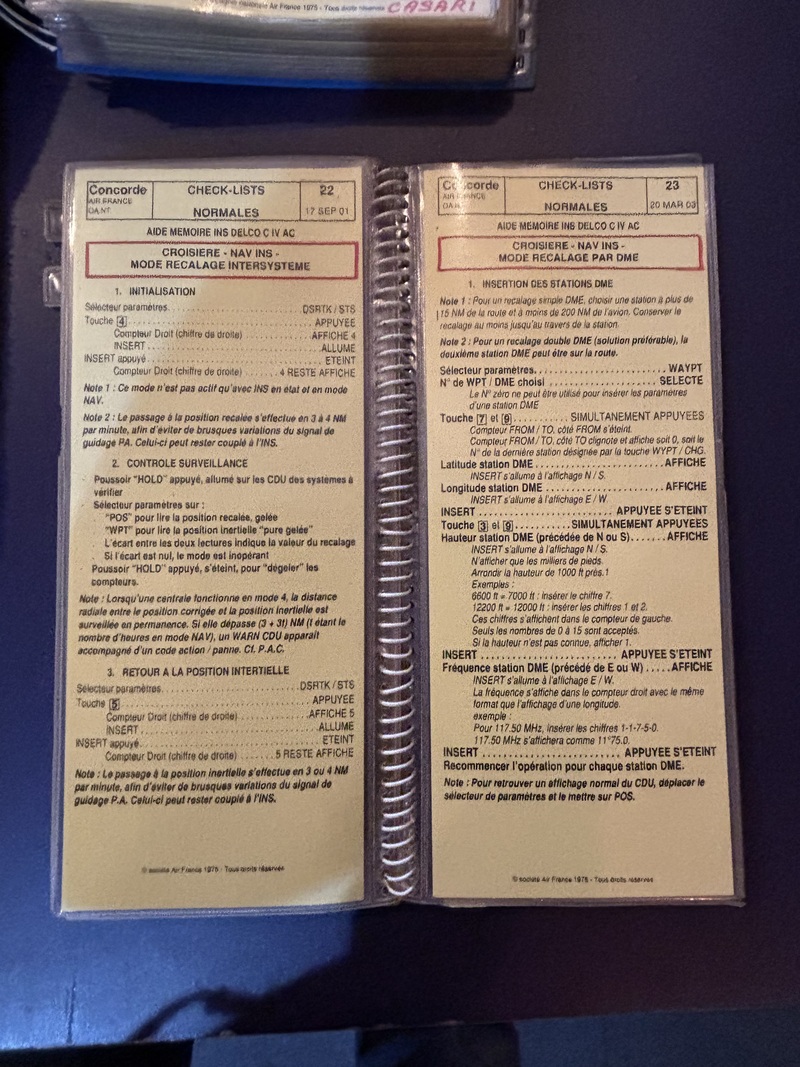 Air France 1975 - Tous droits réservés CASARI
Concorde
AIR FRANCE
OA.NT
CHECK-LISTS
NORMALES
22
17 SEP 01
AIDE MEMOIRE INS DELCO C IV AC
CROISIERE - NAV INS -
MODE RECALAGE INTERSYSTEME
1. INITIALISATION
Sélecteur paramètres..........DSRTK / STS
Touche 4..........APPUYEE
Compteur Droit (chiffre de droite)..........AFFICHE 4
INSERT..........ALLUME
INSERT appuyé..........ETEINT
Compteur Droit (chiffre de droite)..........4 RESTE AFFICHE
Note 1 : Ce mode n'est pas actif qu'avec INS en état et en mode
NAV.
Note 2 : Le passage à la position recalée s'effectue en 3 à 4 NM
par minute, afin d'éviter de brusques variations du signal de
guidage PA. Celui-ci peut rester couplé à l'INS.
2. CONTROLE SURVEILLANCE
Poussoir "HOLD" appuyé, allumé sur les CDU des systèmes à
vérifier
Sélecteur paramètres sur :
"POS" pour lire la position recalée, gelée
"WPT" pour lire la position inertielle "pure gelée"
L'écart entre les deux lectures indique la valeur du recalage
. Si l'écart est nul, le mode est inopérant
Poussoir "HOLD" appuyé, s'éteint, pour "dégeler" les
compteurs.
Note : Lorsqu'une centrale fonctionne en mode 4, la distance
radiale entre le position corrigée et la position inertielle est
surveillée en permanence. Si elle dépasse (3 + 3t) NM (t étant le
nombre d'heures en mode NAV), un WARN CDU apparaît
accompagné d'un code action / panne. Cf. P.A.C.
3. RETOUR A LA POSITION INERTIELLE
Sélecteur paramètres..........DSRTK / STS
Touche 5..........APPUYEE
Compteur Droit (chiffre de droite)..........AFFICHE 5
INSERT..........ALLUME
INSERT appuyé..........ETEINT
Compteur Droit (chiffre de droite)..........5 RESTE AFFICHE
Note : Le passage à la position inertielle s'effectue en 3 ou 4 NM
par minute, afin d'éviter de brusques variations du signal de
guidage P.A. Celui-ci peut rester couplé à l'INS.
© société Air France 1975 - Tous droits réservés
Concorde
AIR FRANCE
OA.NT
CHECK-LISTS
NORMALES
23
20 MAR 03
AIDE MEMOIRE INS DELCO C IV AC
CROISIERE - NAV INS -
MODE RECALAGE PAR DME
1. INSERTION DES STATIONS DME
Note 1 : Pour un recalage simple DME, choisir une station à plus de
15 NM de la route et à moins de 200 NM de l'avion. Conserver le
recalage au moins jusqu'au travers de la station.
Note 2 : Pour un recalage double DME (solution préférable), la
deuxième station DME peut être sur la route.
Sélecteur paramètres..........WAYPT
N° de WPT / DME choisi..........SELECTE
Le N° zéro ne peut être utilisé pour insérer les paramètres
d'une station DME
Touche 7 et 9..........SIMULTANEMENT APPUYEES
Compteur FROM / TO, côté FROM s'éteint.
Compteur FROM / TO, côté TO clignote et affiche soit 0, soit le
N° de la dernière station désignée par la touche WYPT / CHG.
Latitude station DME..........AFFICHE
INSERT s'allume à l'affichage N / S.
Longitude station DME..........AFFICHE
INSERT s'allume à l'affichage E / W.
INSERT..........APPUYEE S'ETEINT
Touche 3 et 9..........SIMULTANEMENT APPUYEES
Hauteur station DME (précédée de N ou S)..........AFFICHE
INSERT s'allume à l'affichage N / S.
N'afficher que les milliers de pieds.
Arrondir la hauteur de 1000 ft près.1
Exemples :
6600 ft = 7000 ft : insérer le chiffre 7.
12200 ft = 12000 ft : insérer les chiffres 1 et 2.
Ces chiffres s'affichent dans le compteur de gauche.
Seuls les nombres de 0 à 15 sont acceptés.
Si la hauteur n'est pas connue, afficher 1.
INSERT..........APPUYEE S'ETEINT
Fréquence station DME (précédé de E ou W)..........AFFICHE
INSERT s'allume à l'affichage E / W.
La fréquence s'affiche dans le compteur droit avec le même
format que l'affichage d'une longitude.
exemple :
Pour 117.50 MHz, insérer les chiffres 1-1-7-5-0.
117.50 MHz s'affichera comme 11°75.0.
INSERT..........APPUYEE S'ETEINT
Recommencer l'opération pour chaque station DME.
Note : Pour retrouver un affichage normal du CDU, déplacer le
sélecteur de paramètres et le mettre sur POS.
© société Air France 1975 - Tous droits réservés